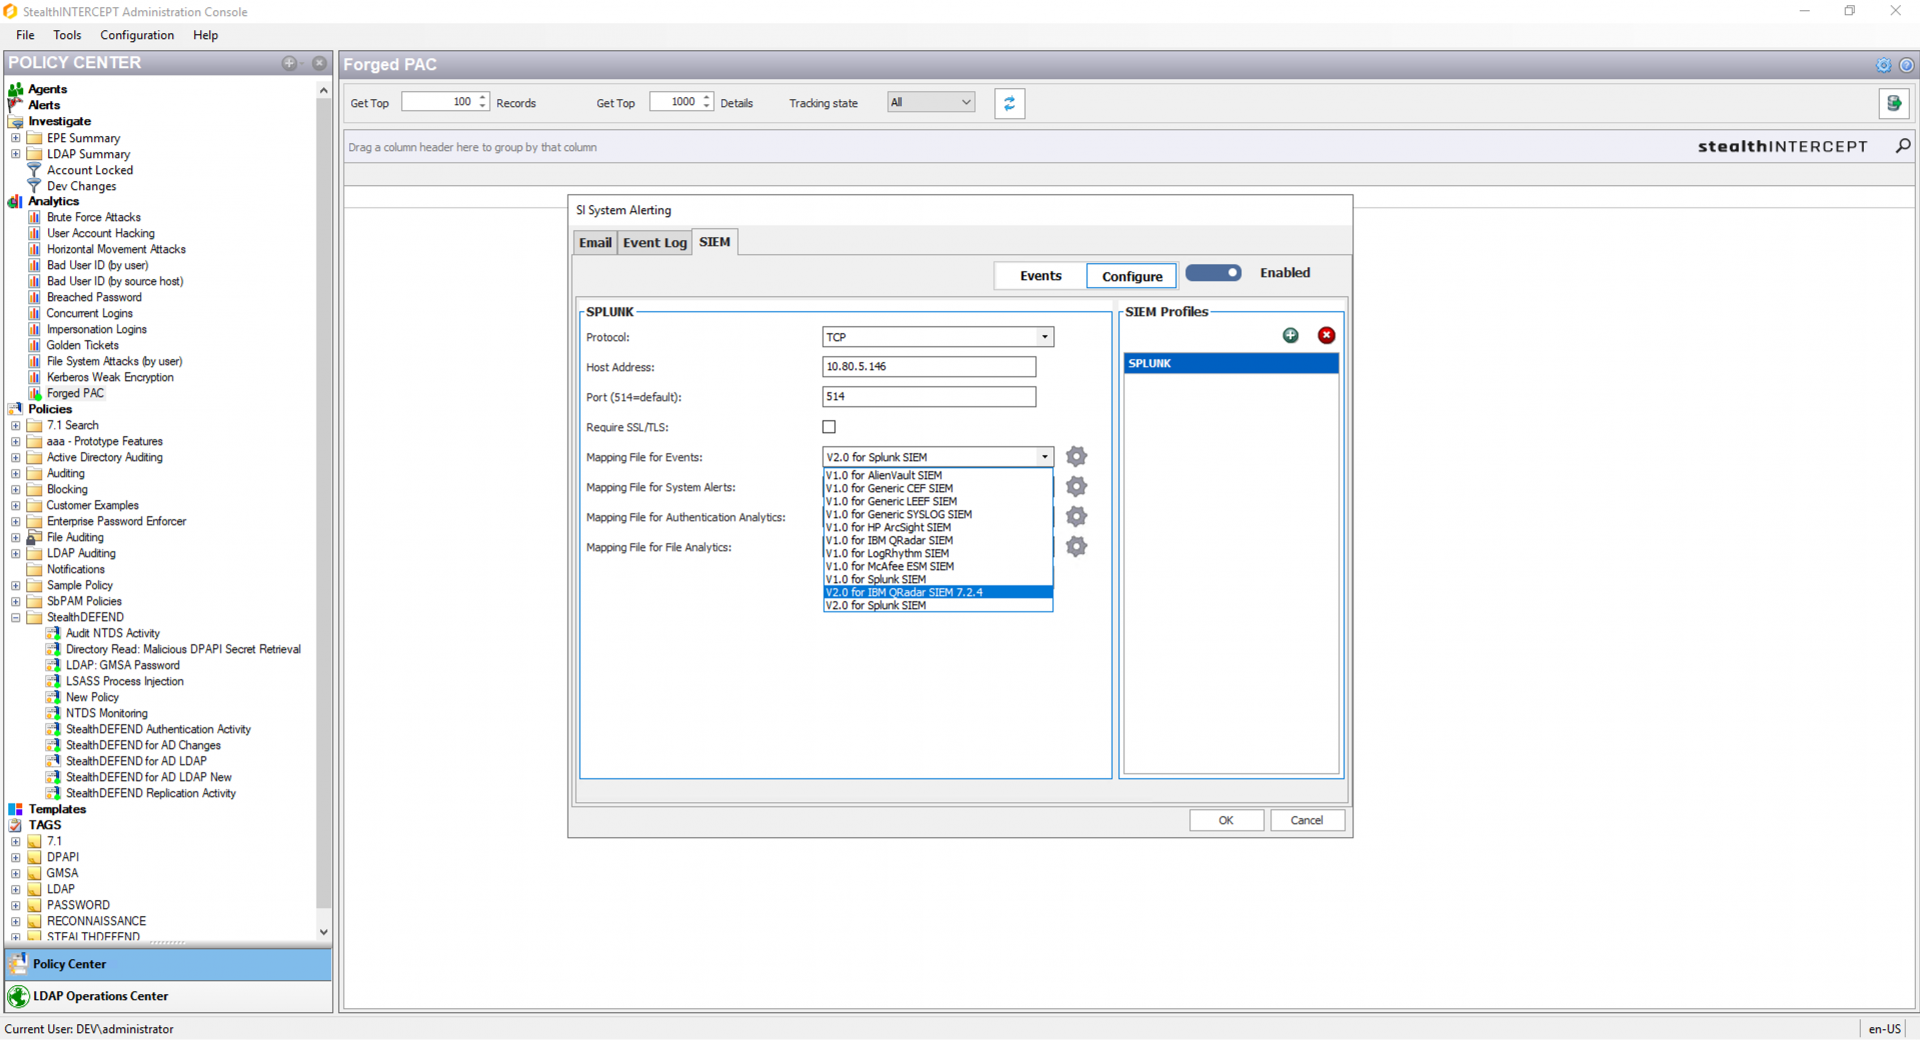 StealthINTERCEPT Administration Console
File Tools Configuration Help
POLICY CENTER
Agents
Alerts
Investigate
EPE Summary
LDAP Summary
Account Locked
Dev Changes
Analytics
Brute Force Attacks
User Account Hacking
Horizontal Movement Attacks
Bad User ID (by user)
Bad User ID (by source host)
Breached Password
Concurrent Logins
Impersonation Logins
Golden Tickets
File System Attacks (by user)
Kerberos Weak Encryption
Forged PAC
Policies
7.1 Search
aaa - Prototype Features
Active Directory Auditing
Auditing
Blocking
Customer Examples
Enterprise Password Enforcer
File Auditing
LDAP Auditing
Notifications
Sample Policy
SbPAM Policies
StealthDEFEND
Audit NTDS Activity
Directory Read: Malicious DPAPI Secret Retrieval
LDAP: GMSA Password
LSASS Process Injection
New Policy
NTDS Monitoring
StealthDEFEND Authentication Activity
StealthDEFEND for AD Changes
StealthDEFEND for AD LDAP
StealthDEFEND for AD LDAP New
StealthDEFEND Replication Activity
Templates
TAGS
7.1
DPAPI
GMSA
LDAP
PASSWORD
RECONNAISSANCE
STEALTHDEFEND
Policy Center
LDAP Operations Center
Forged PAC
Get Top 100 Records Get Top 1000 Details Tracking state All
Drag a column header here to group by that column
stealthINTERCEPT
SI System Alerting
Email Event Log SIEM
Events Configure Enabled
SPLUNK
Protocol: TCP
Host Address: 10.80.5.146
Port (514=default): 514
Require SSL/TLS:
Mapping File for Events: V2.0 for Splunk SIEM
Mapping File for System Alerts:
Mapping File for Authentication Analytics:
Mapping File for File Analytics:
V1.0 for AlienVault SIEM
V1.0 for Generic CEF SIEM
V1.0 for Generic LEEF SIEM
V1.0 for Generic SYSLOG SIEM
V1.0 for HP ArcSight SIEM
V1.0 for IBM QRadar SIEM
V1.0 for LogRhythm SIEM
V1.0 for McAfee ESM SIEM
V1.0 for Splunk SIEM
V2.0 for IBM QRadar SIEM 7.2.4
V2.0 for Splunk SIEM
SIEM Profiles
SPLUNK
OK Cancel
Current User: DEV\administrator
en-US